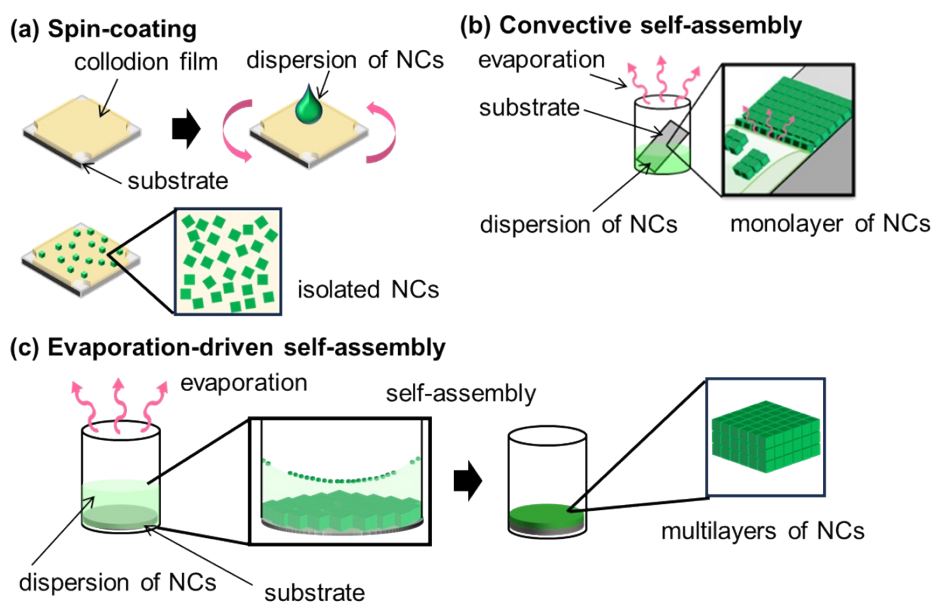 (a) Spin-coating
collodion film
dispersion of NCs
substrate
isolated NCs
(b) Convective self-assembly
evaporation
substrate
dispersion of NCs
monolayer of NCs
(c) Evaporation-driven self-assembly
evaporation
self-assembly
dispersion of NCs
substrate
multilayers of NCs